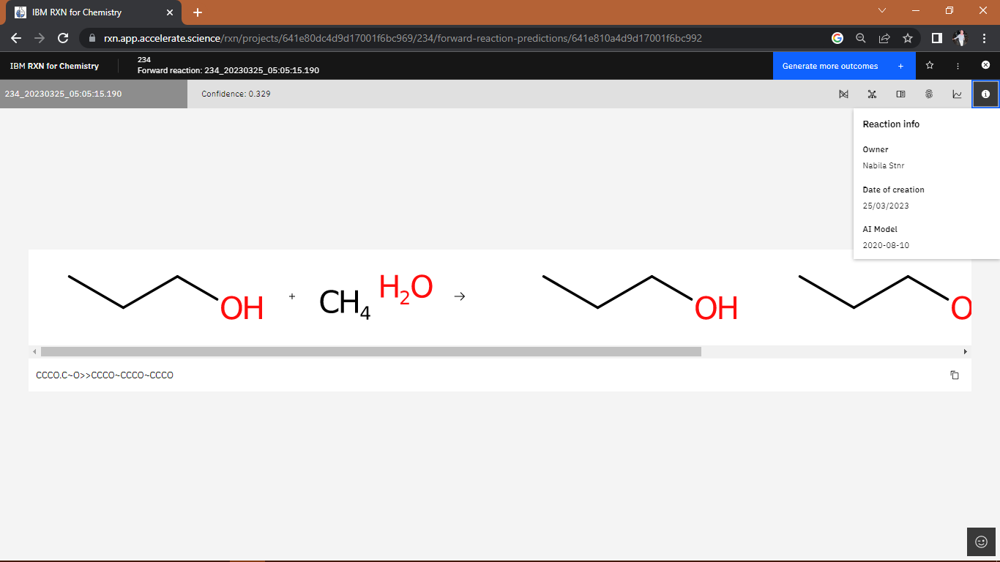 IBM RXN for Chemistry
rxn.app.accelerate.science/rxn/projects/641e80dc4d9d17001f6bc969/234/forward-reaction-predictions/641e810a4d9d17001f6bc992
IBM RXN for Chemistry
234
Forward reaction: 234_20230325_05:05:15.190
Generate more outcomes +
234_20230325_05:05:15.190
Confidence: 0.329
Reaction info
Owner
Nabila Stnr
Date of creation
25/03/2023
AI Model
2020-08-10
OH + CH4 H2O → OH O
CCCO.C~O>>CCCO~CCCO~CCCO